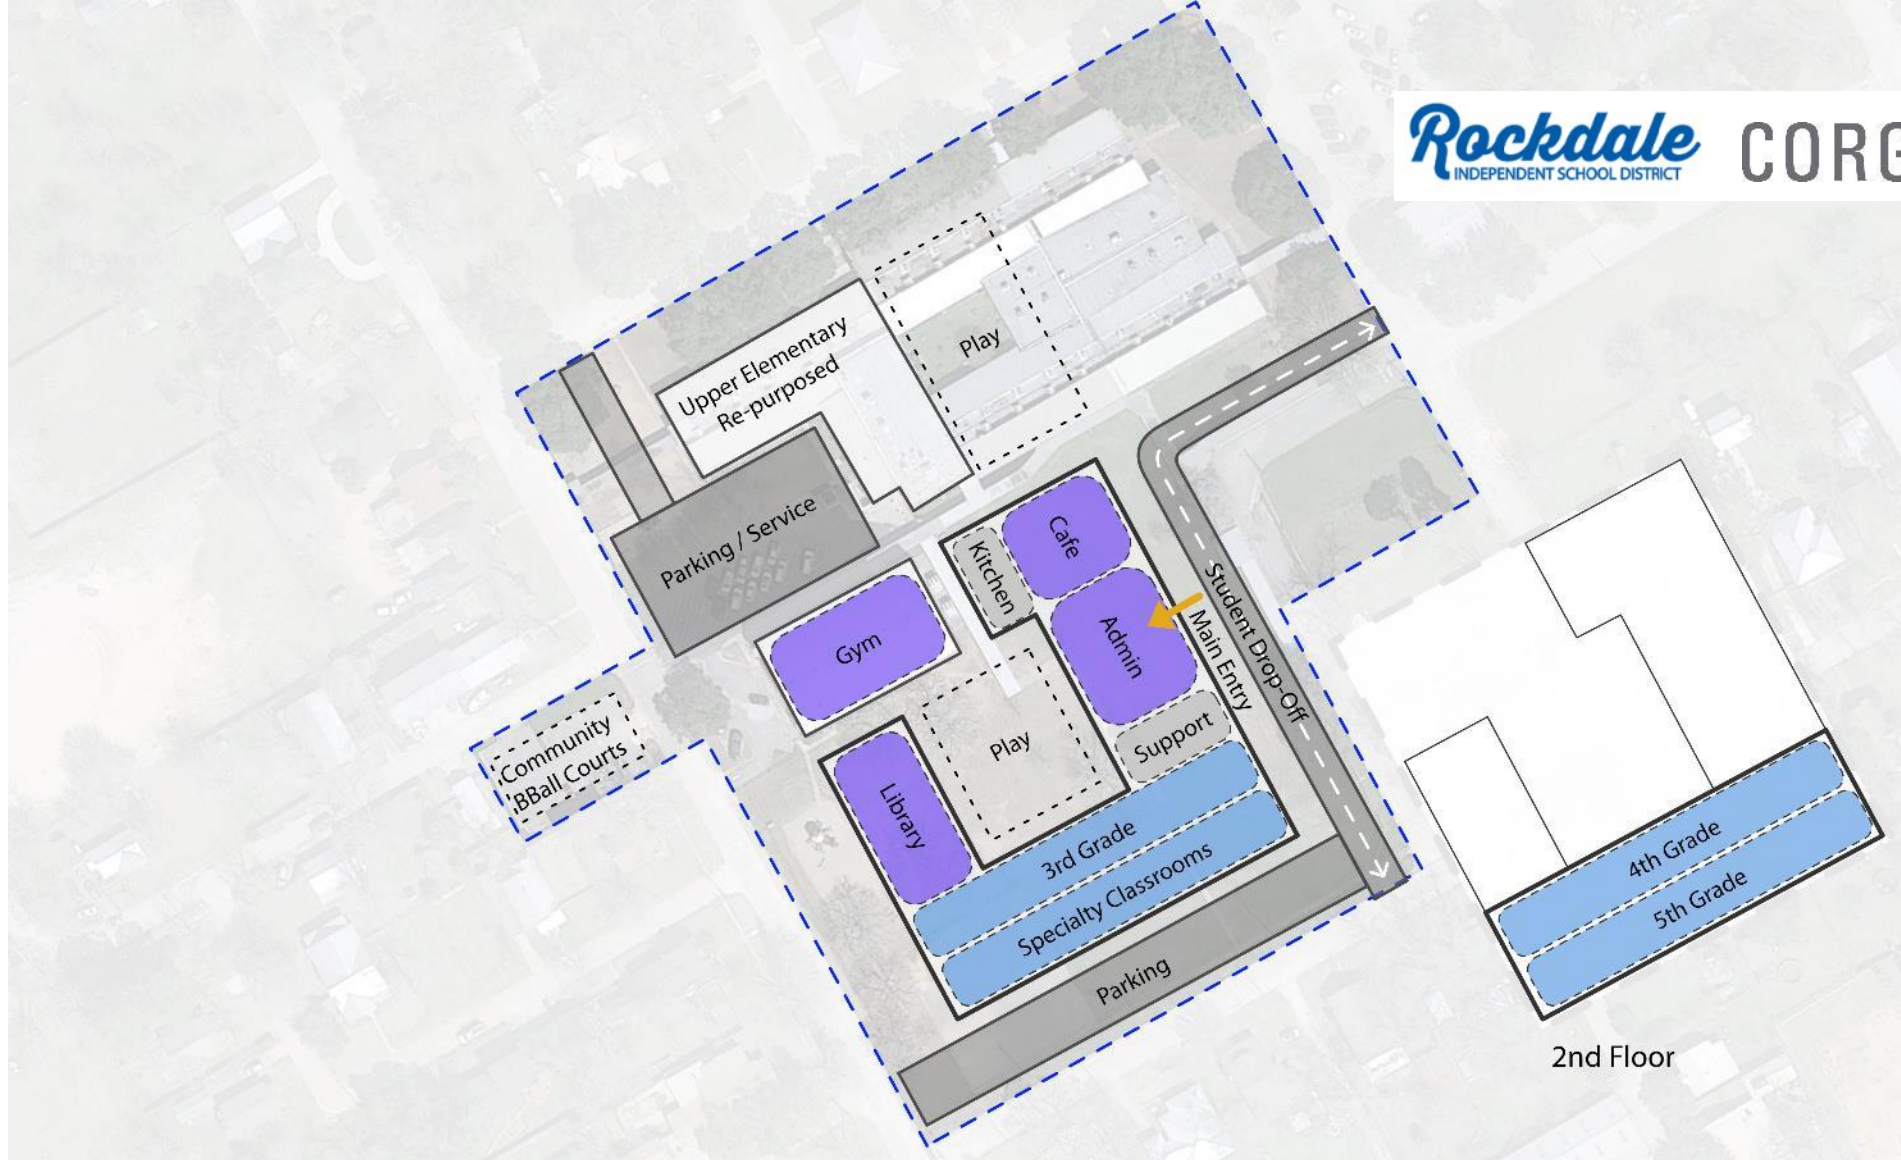 Rockdale
INDEPENDENT SCHOOL DISTRICT
CORG
Upper Elementary
Re-purposed
Play
Parking / Service
Kitchen
Cafe
Gym
Admin
Main Entry
Student Drop-Off
Community
BBall Courts
Play
Support
Library
3rd Grade
Specialty Classrooms
Parking
4th Grade
5th Grade
2nd Floor